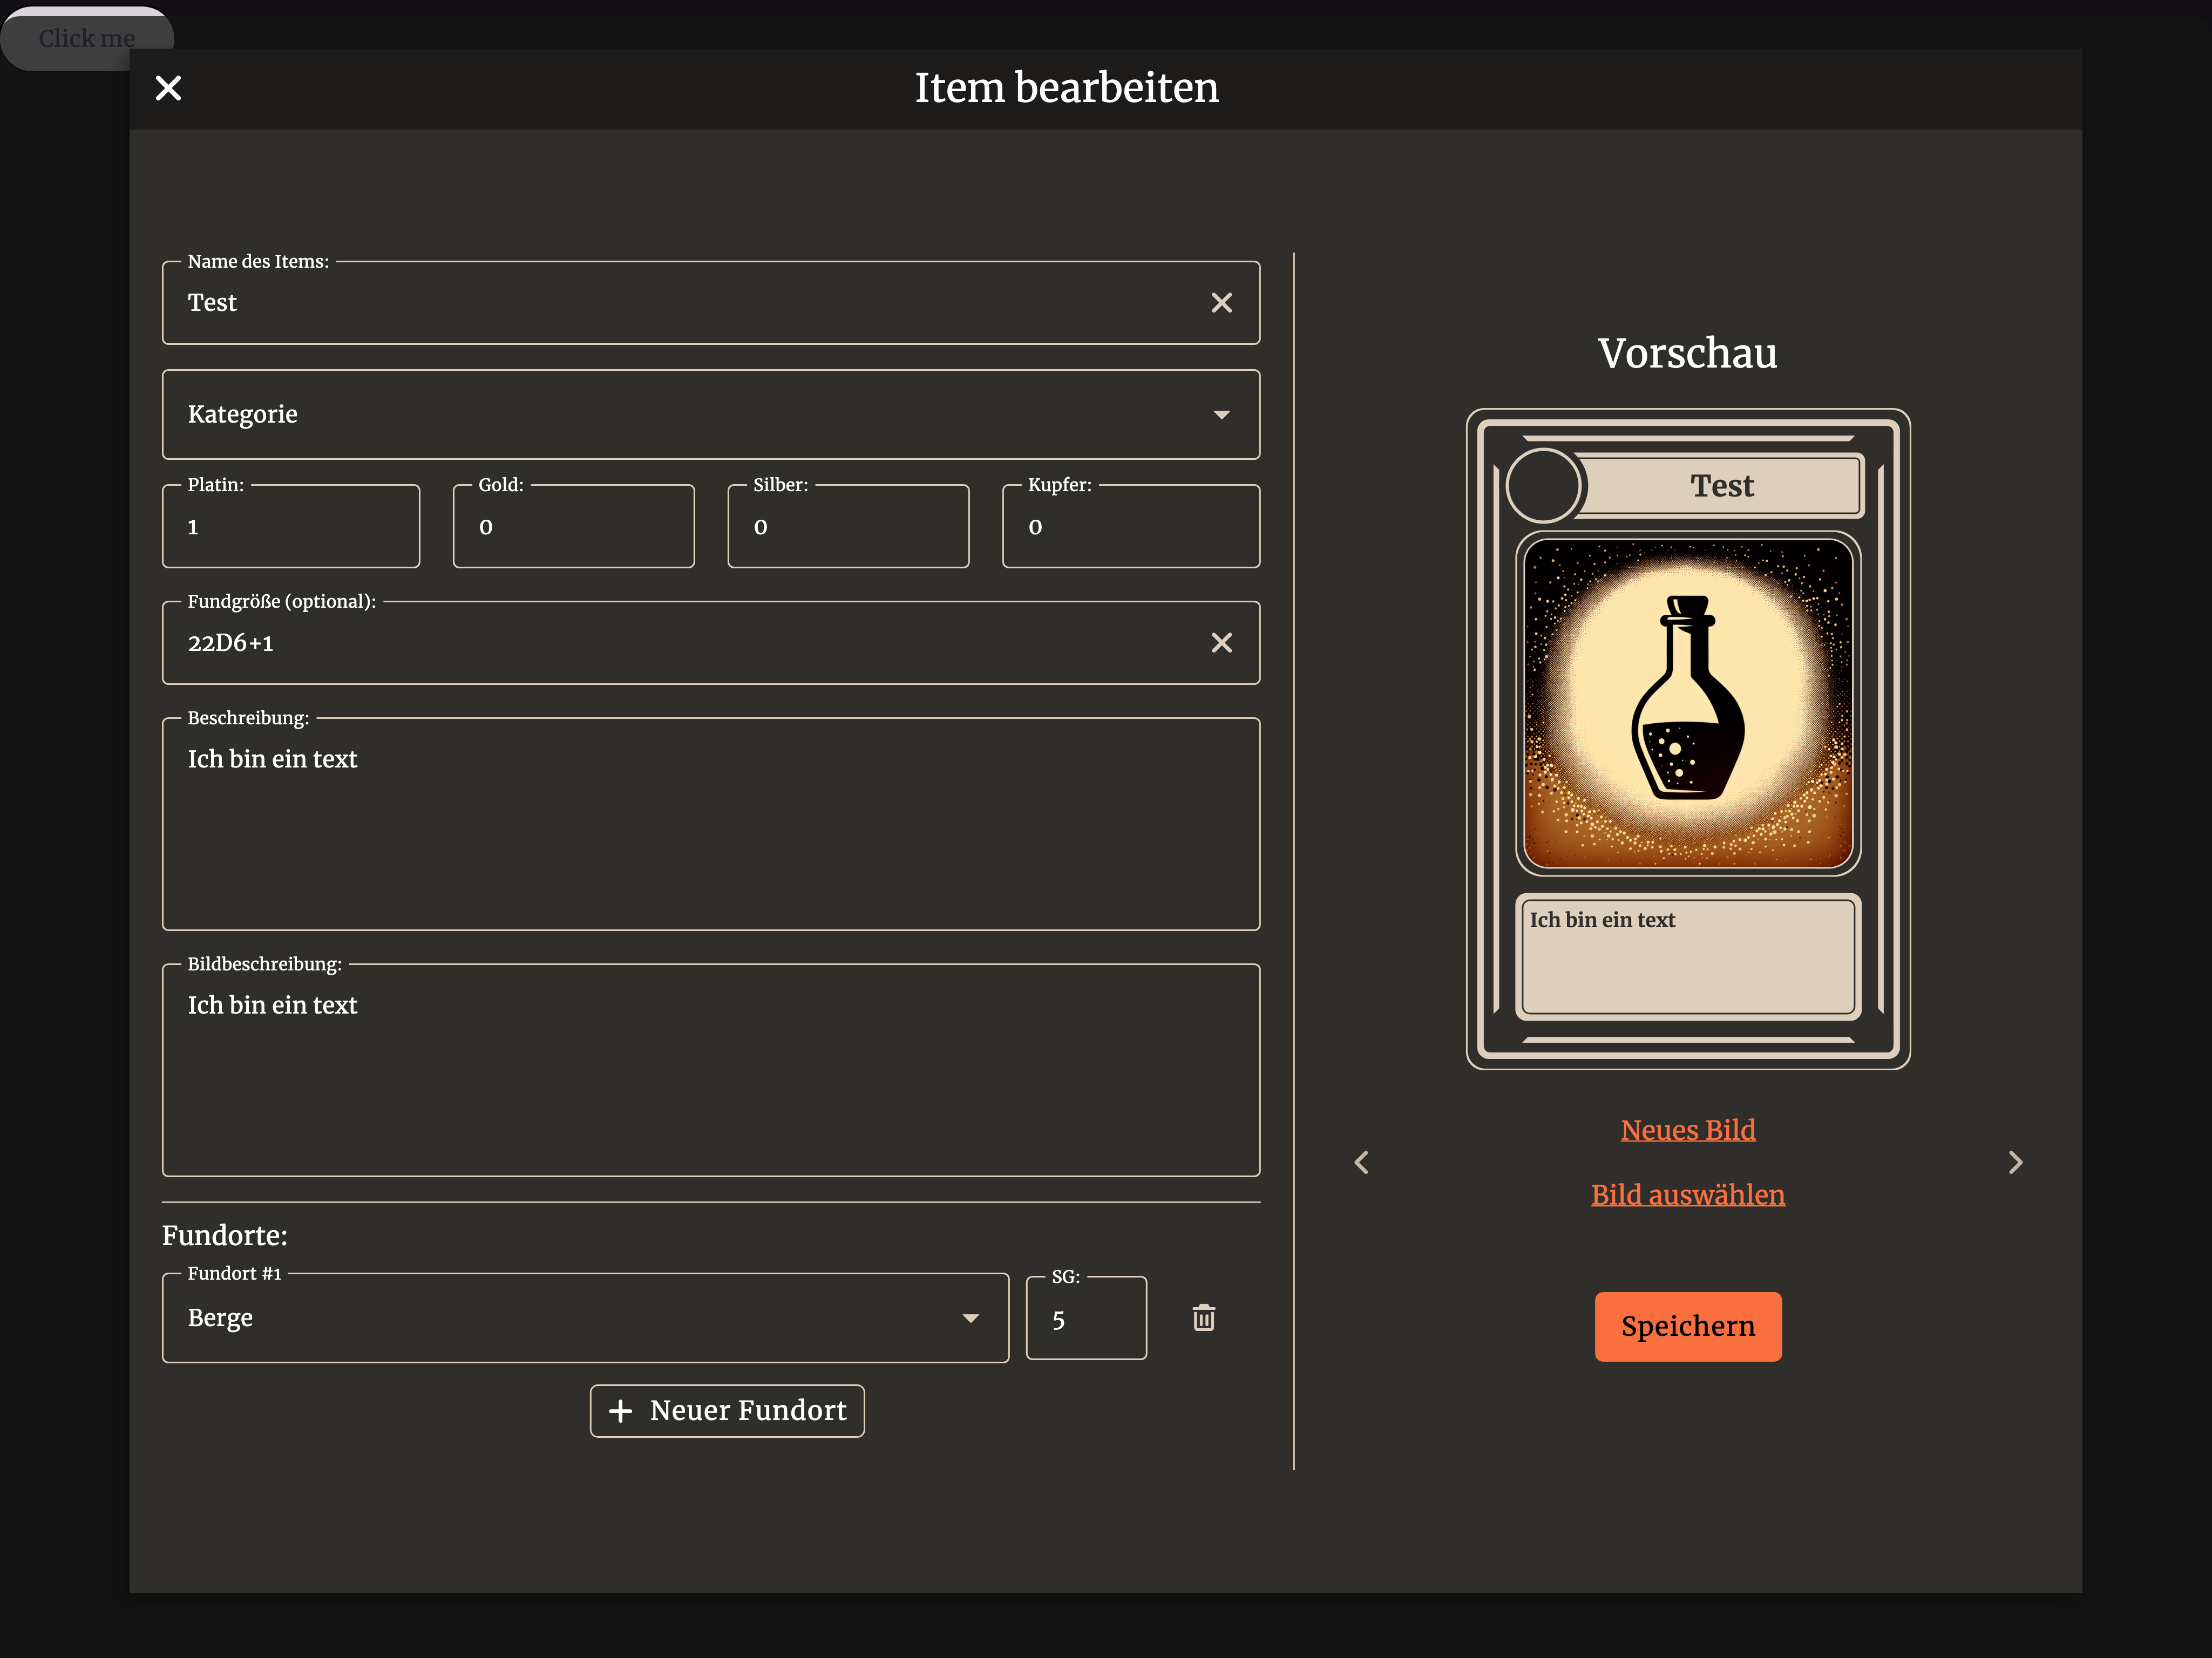 Click me
Item bearbeiten
Name des Items:
Test
Kategorie
Platin:
1
Gold:
0
Silber:
0
Kupfer:
0
Fundgröße (optional):
22D6+1
Beschreibung:
Ich bin ein text
Bildbeschreibung:
Ich bin ein text
Fundorte:
Fundort #1
Berge
SG:
5
Neuer Fundort
Vorschau
Test
Ich bin ein text
Neues Bild
Bild auswählen
Speichern